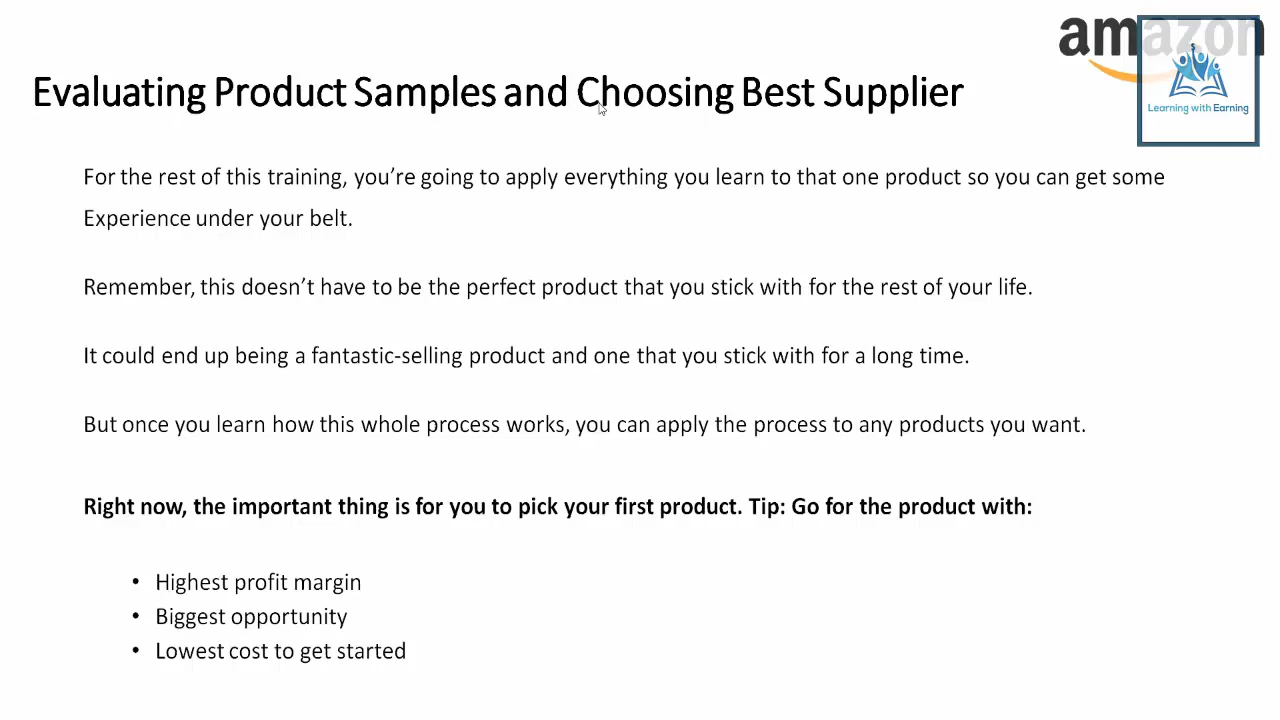 amazon
Learning with Earning
Evaluating Product Samples and Choosing Best Supplier
For the rest of this training, you’re going to apply everything you learn to that one product so you can get some
Experience under your belt.
Remember, this doesn’t have to be the perfect product that you stick with for the rest of your life.
It could end up being a fantastic-selling product and one that you stick with for a long time.
But once you learn how this whole process works, you can apply the process to any products you want.
Right now, the important thing is for you to pick your first product. Tip: Go for the product with:
• Highest profit margin
• Biggest opportunity
• Lowest cost to get started